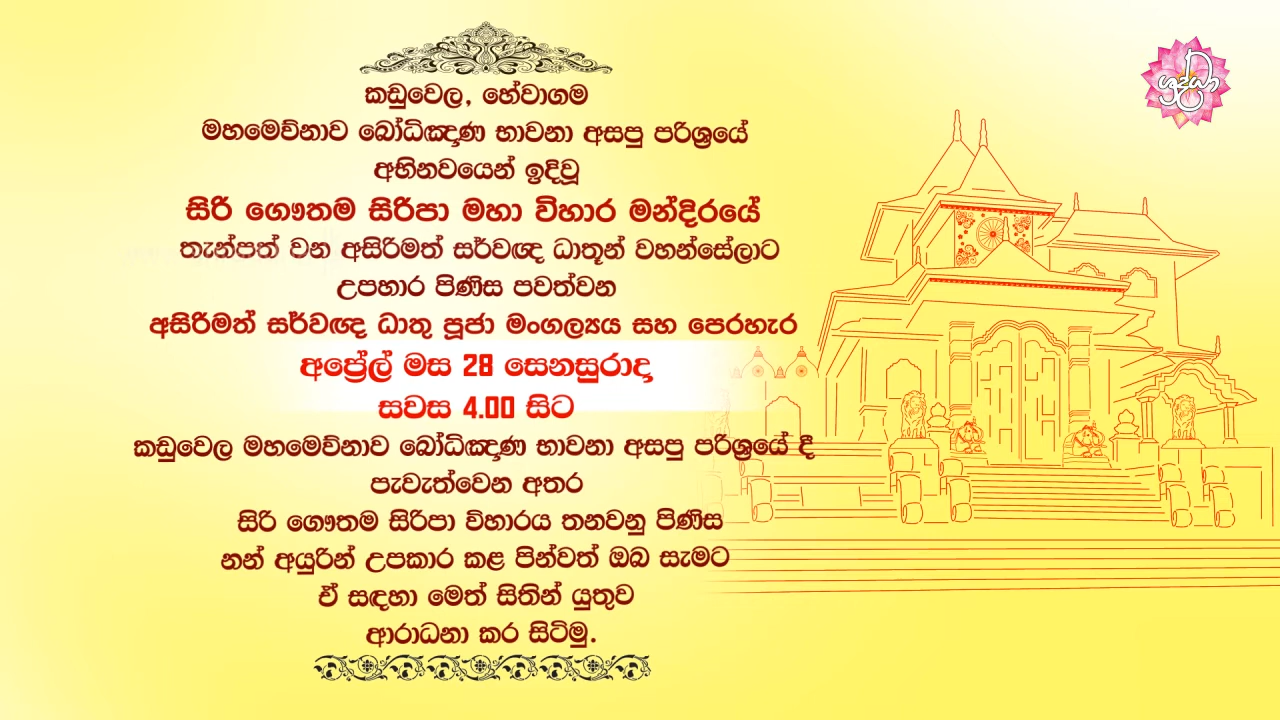 ශ්‍රද්ධා
කඩුවෙල, හේවාගම
මහමෙව්නාව බෝධිඤාණ භාවනා අසපු පරිශ්‍රයේ
අභිනවයෙන් ඉදිවූ
සිරි ගෞතම සිරිපා මහා විහාර මන්දිරයේ
තැන්පත් වන අසිරිමත් සර්වඥ ධාතූන් වහන්සේලාට
උපහාර පිණිස පවත්වන
අසිරිමත් සර්වඥ ධාතු පූජා මංගල්‍යය සහ පෙරහැර
අප්‍රේල් මස 28 සෙනසුරාදා
සවස 4.00 සිට
කඩුවෙල මහමෙව්නාව බෝධිඤාණ භාවනා අසපු පරිශ්‍රයේ දී
පැවැත්වෙන අතර
සිරි ගෞතම සිරිපා විහාරය තනවනු පිණිස
නන් අයුරින් උපකාර කළ පින්වත් ඔබ සැමට
ඒ සඳහා මෙත් සිතින් යුතුව
ආරාධනා කර සිටිමු.